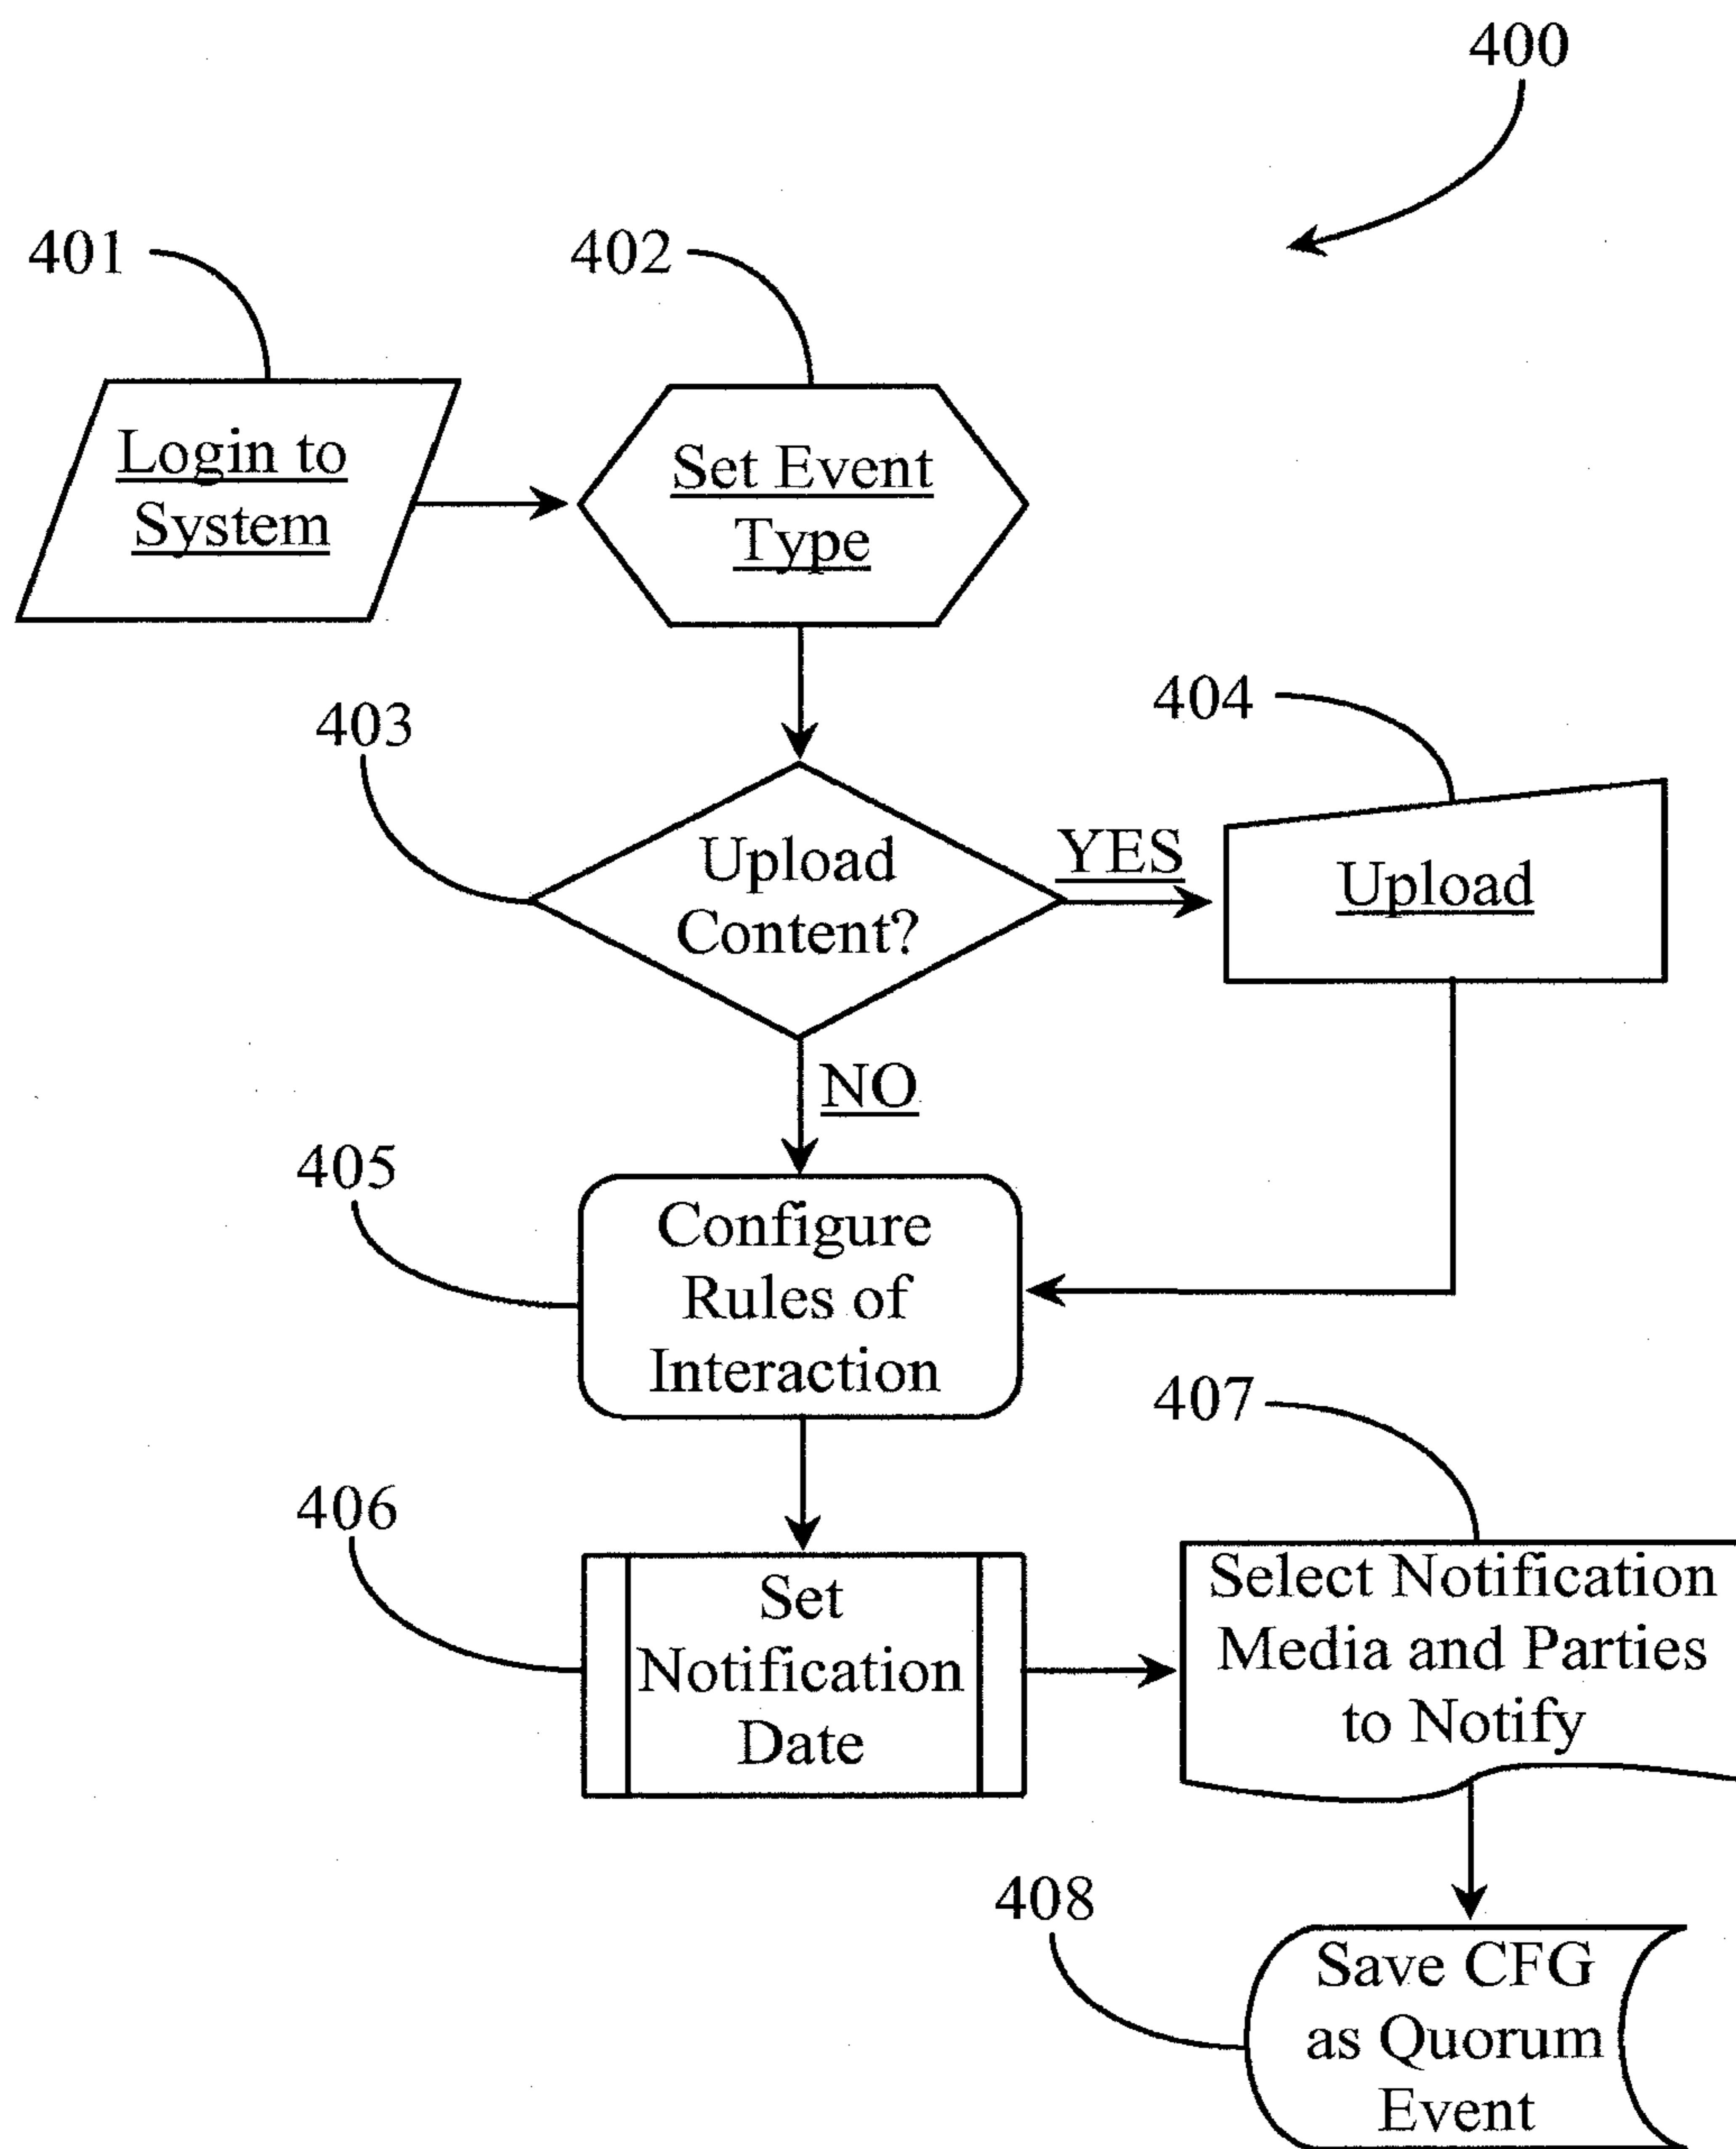 400
401
402
Login to
System
Set Event
Type
403
404
Upload
Content?
YES
Upload
NO
405
Configure
Rules of
Interaction
406
407
Set
Notification
Date
Select Notification
Media and Parties
to Notify
408
Save CFG
as Quorum
Event